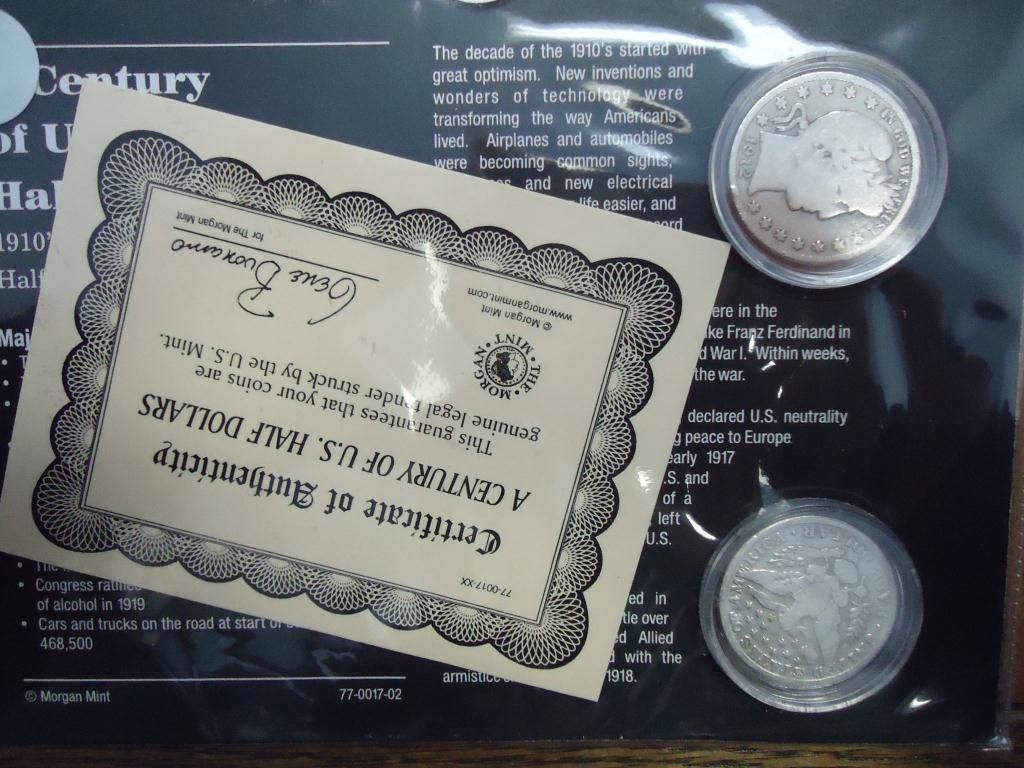 Century
of U
Hal
1910'
Half
Maj
Congress ratified
of alcohol in 1919
Cars and trucks on the road at start of
468,500
© Morgan Mint
77-0017-02
The decade of the 1910's started with
great optimism. New inventions and
wonders of technology were
transforming the way Americans
lived. Airplanes and automobiles
were becoming common sights,
and new electrical
life easier, and
ere in the
ke Franz Ferdinand in
d War I. Within weeks,
the war.
declared U.S. neutrality
g peace to Europe
early 1917
.S. and
of a
left
U.S.
ed in
tle over
ed Allied
d with the
armistice
1918.
77-0017-XX
Certificate of Authenticity
A CENTURY OF U.S. HALF DOLLARS
This guarantees that your coins are
genuine legal tender struck by the U.S. Mint.
THE MORGAN MINT
© Morgan Mint
www.morganmint.com
for The Morgan Mint
IN GOD WE TRUST
1912